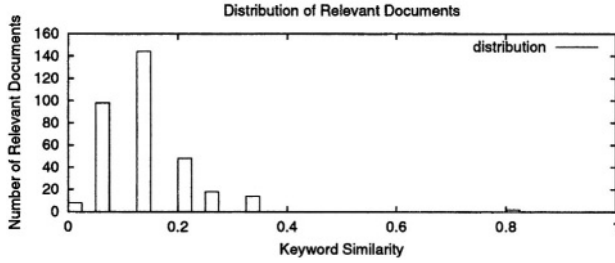 Distribution of Relevant Documents
Number of Relevant Documents
160
140
120
100
80
60
40
20
0
distribution
0 0.2 0.4 0.6 0.8
Keyword Similarity